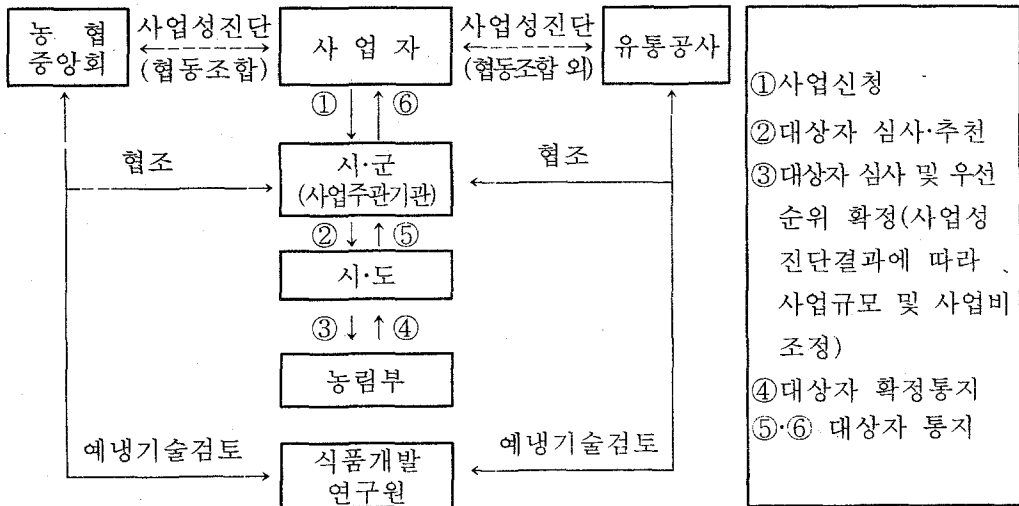 농 협
중앙회
사업성진단
(협동조합)
사 업 자
사업성진단
(협동조합 외)
유통공사
① ⑥
협조
시·군
(사업주관기관)
협조
② ⑤
시·도
③ ④
농림부
예냉기술검토
식품개발
연구원
예냉기술검토
①사업신청
②대상자 심사·추천
③대상자 심사 및 우선
순위 확정(사업성
진단결과에 따라
사업규모 및 사업비
조정)
④대상자 확정통지
⑤·⑥ 대상자 통지